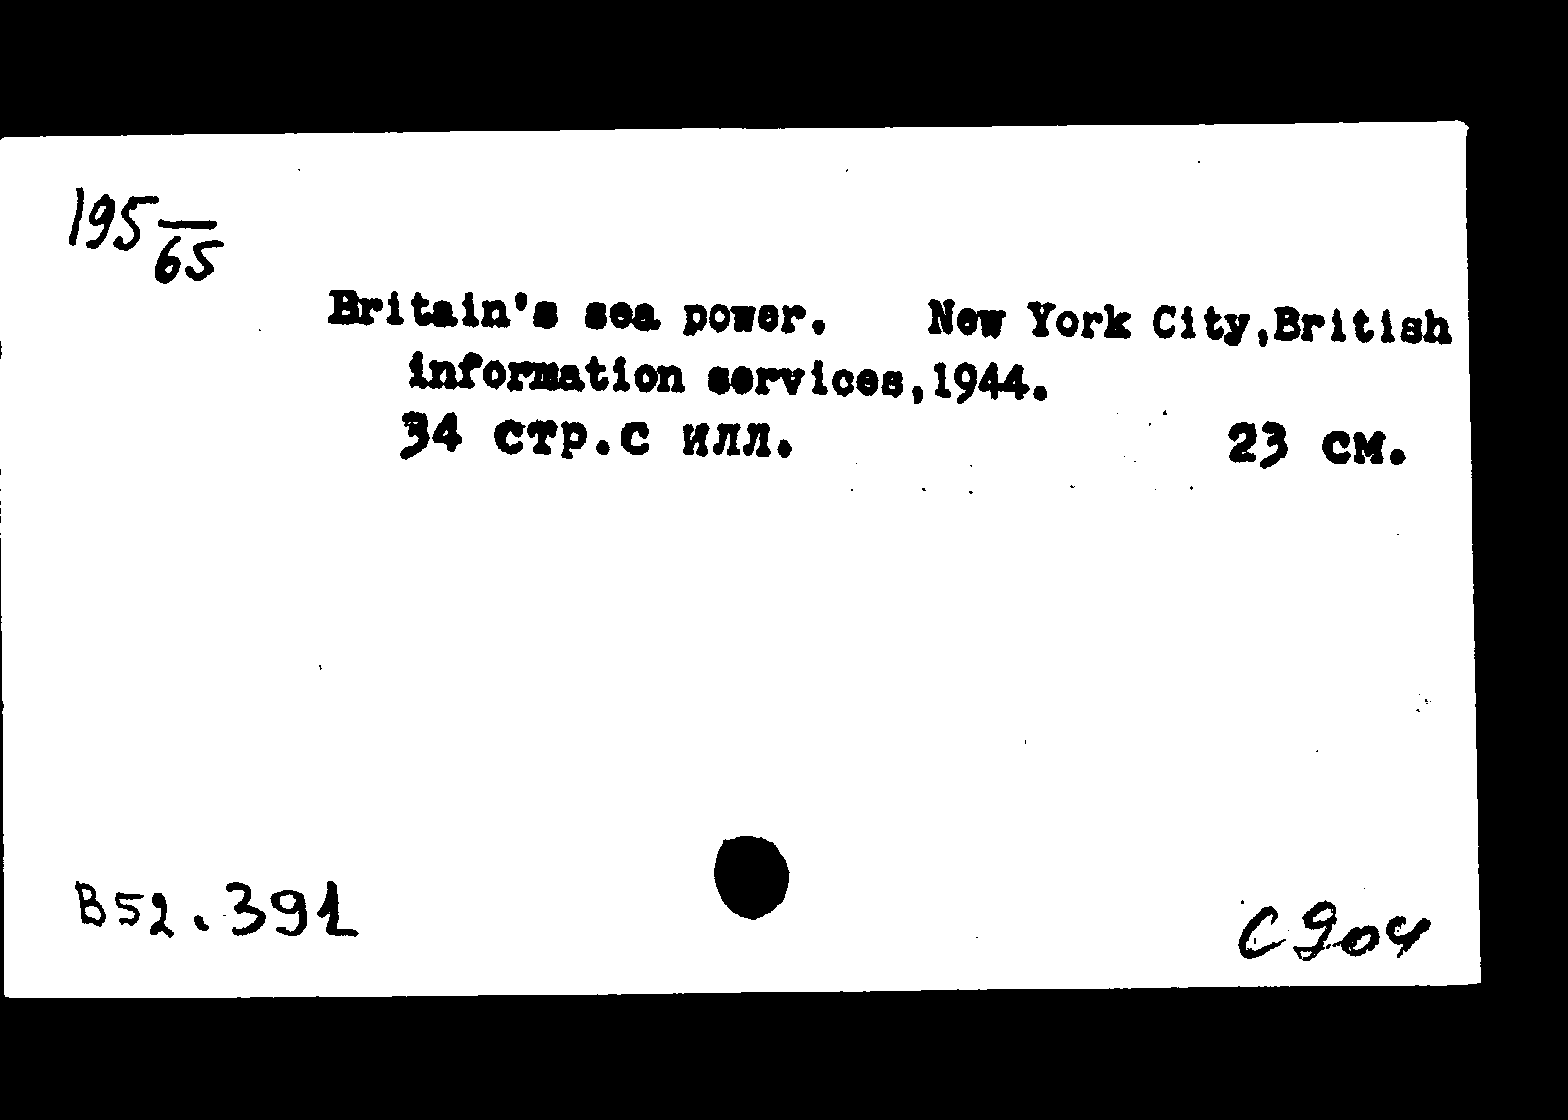 195
65
Britain's sea power. New York City,British
information services,1944.
34 стр.с илл. 23 см.
B52.391
C904